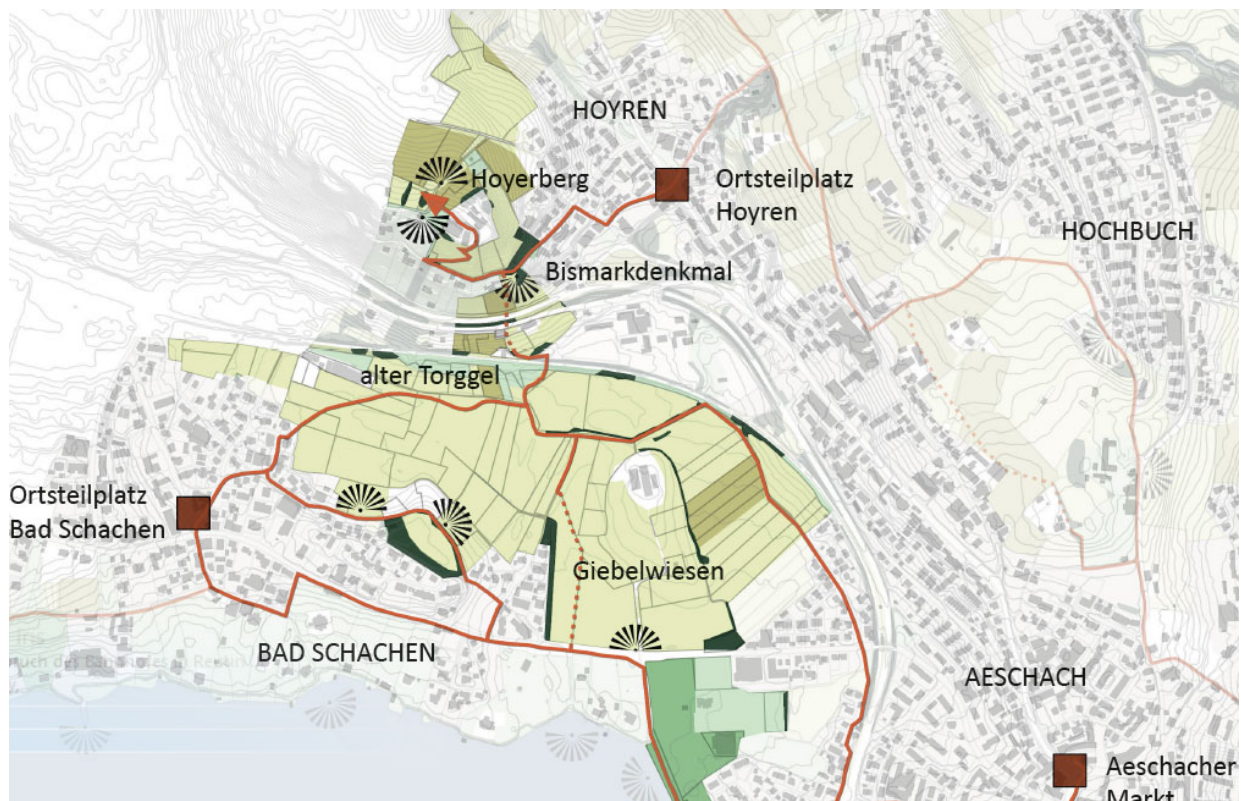 HOYREN
Hoyerberg
Ortsteilplatz
Hoyren
HOCHBUCH
Bismarkdenkmal
alter Torggel
Ortsteilplatz
Bad Schachen
Giebelwiesen
BAD SCHACHEN
AESCHACH
Aeschacher
Markt